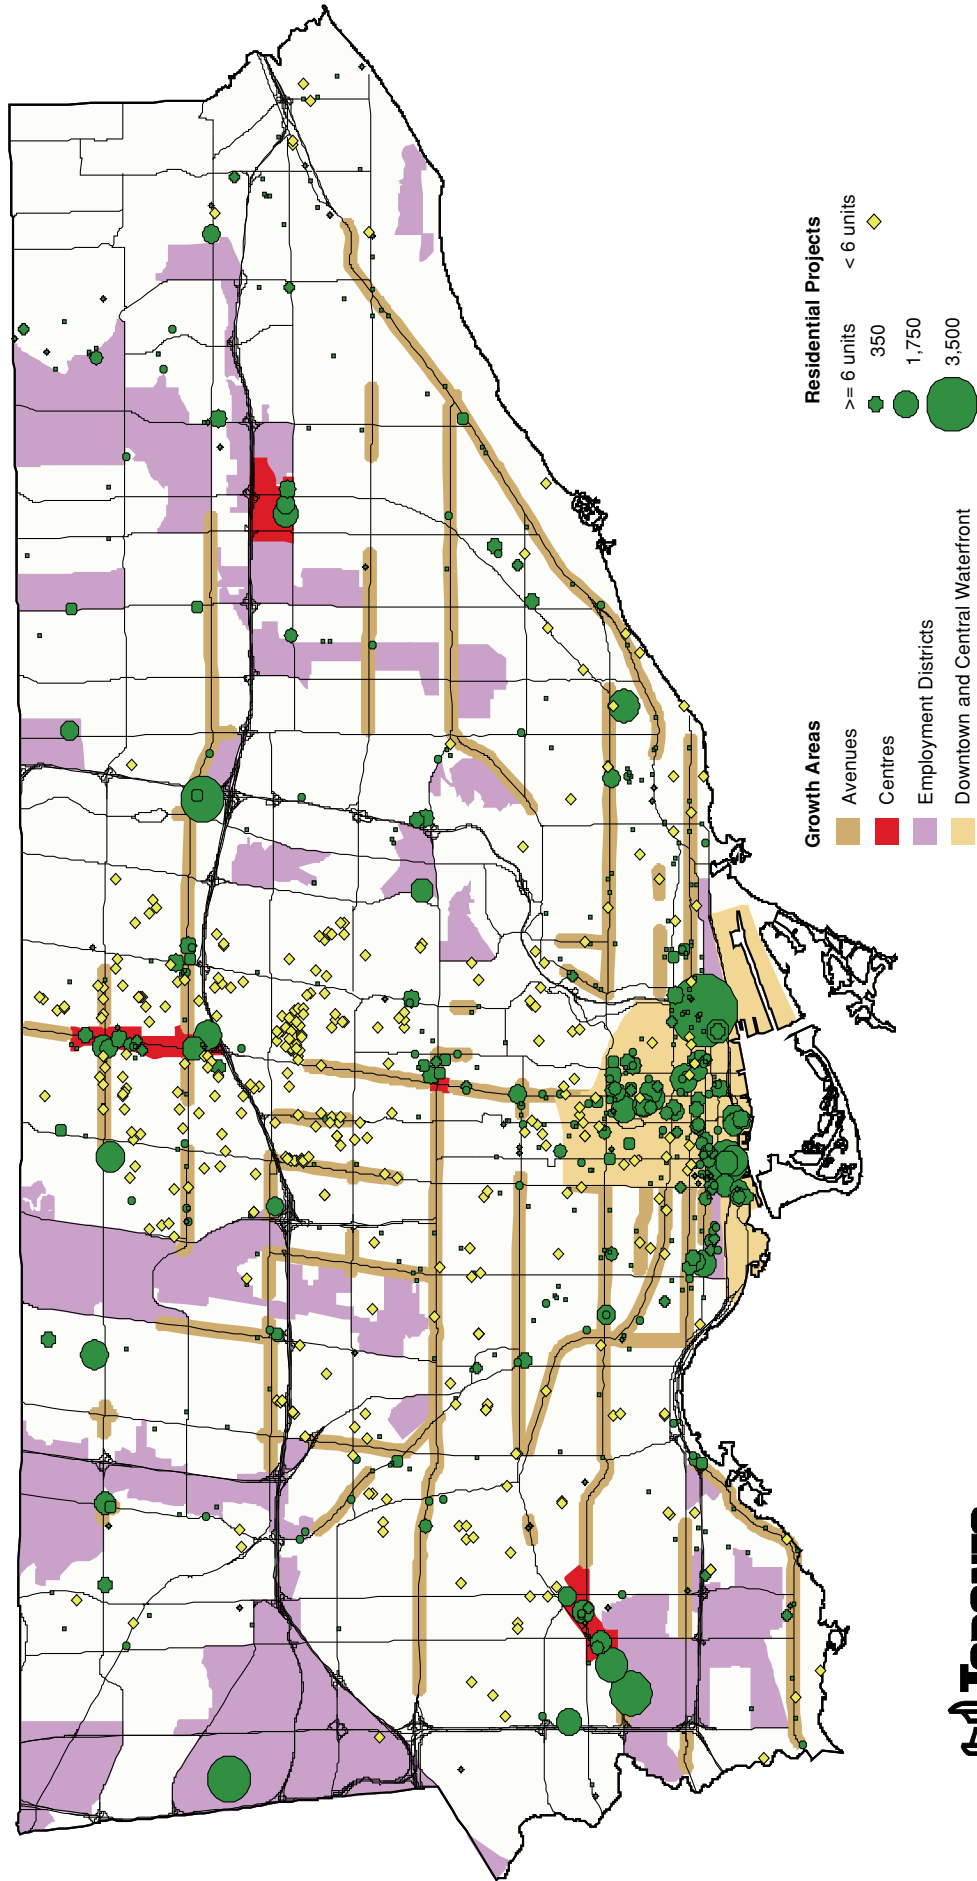 Growth Areas
Avenues
Centres
Employment Districts
Downtown and Central Waterfront
Residential Projects
>= 6 units
< 6 units
350
1,750
3,500